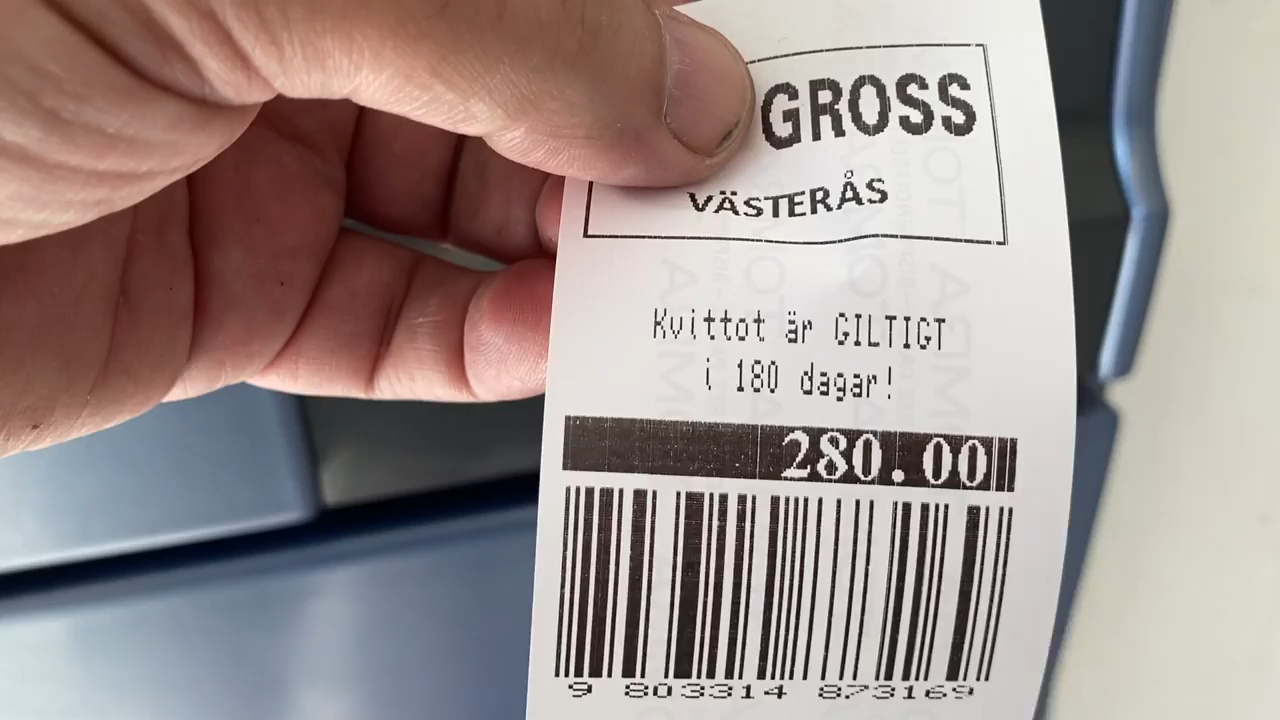 GROSS
VÄSTERÅS
Kvittot är GILTIGT
i 180 dagar!
280.00
9 803314 873169